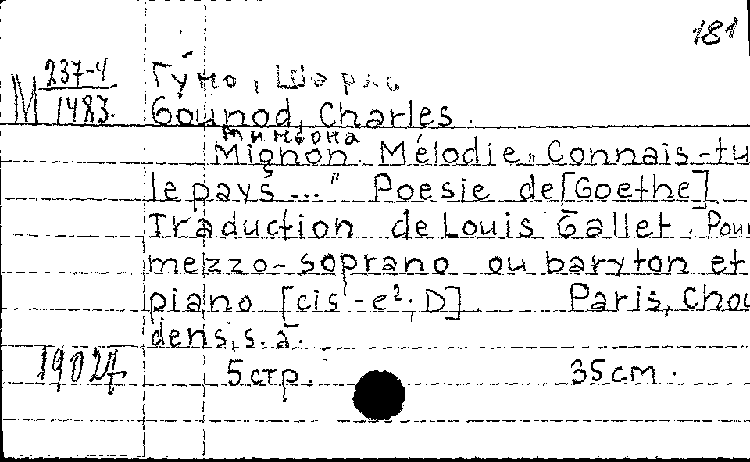 181
М 237-4/1483
Гуно, Шарль
Gounod, Charles.
Миньона
Mignon. Mélodie. Connais-tu
le pays..." Poesie de [Goethe]
Traduction de Louis Gallet. Pour
mezzo-soprano ou baryton et
piano [cis¹-e²; D] Paris, Chou
dens, s. a.
19024 5 стр. 35 cm.